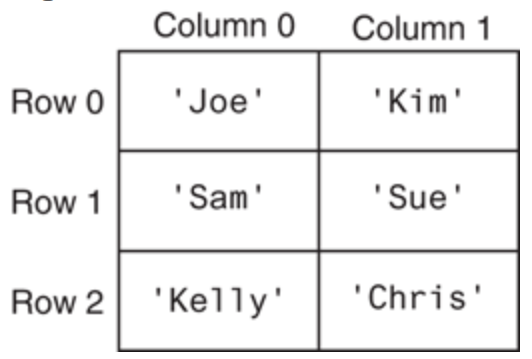 Column 0 Column 1
Row 0 'Joe' 'Kim'
Row 1 'Sam' 'Sue'
Row 2 'Kelly' 'Chris'